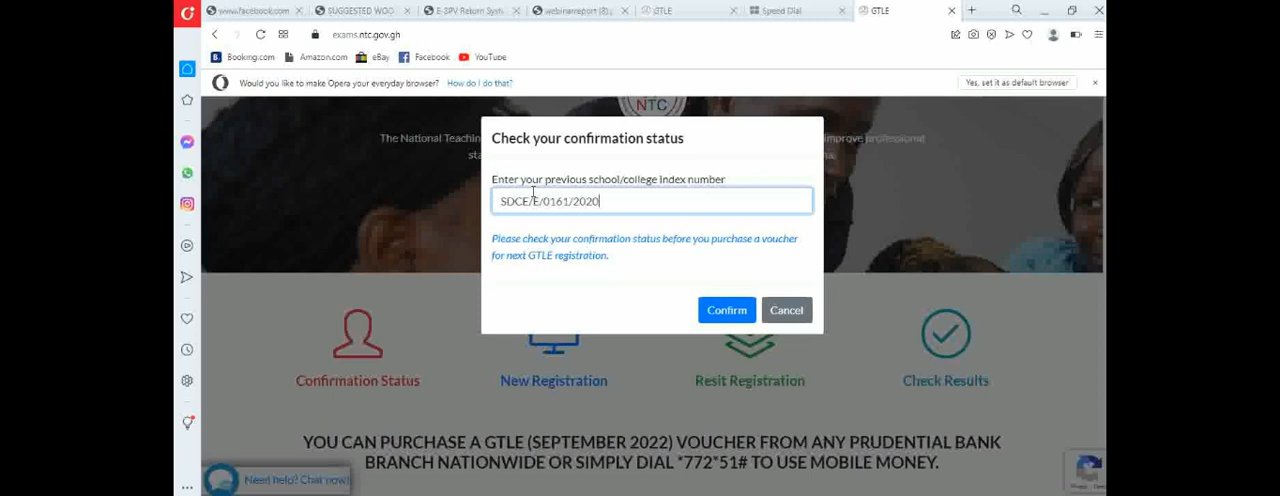 www.facebook.com
SUGGESTED WOO
E-SPV Return Sys
webinarreport (8)
GTLE
Speed Dial
GTLE
exams.ntc.gov.gh
Booking.com
Amazon.com
eBay
Facebook
YouTube
Would you like to make Opera your everyday browser?
How do I do that?
Yes, set it as default browser
NTC
The National Teachin
improve professional
Check your confirmation status
Enter your previous school/college index number
SDCE/E/0161/2020
Please check your confirmation status before you purchase a voucher
for next GTLE registration.
Confirm
Cancel
Confirmation Status
New Registration
Resit Registration
Check Results
YOU CAN PURCHASE A GTLE (SEPTEMBER 2022) VOUCHER FROM ANY PRUDENTIAL BANK
BRANCH NATIONWIDE OR SIMPLY DIAL *772*51# TO USE MOBILE MONEY.
Need help? Chat now!